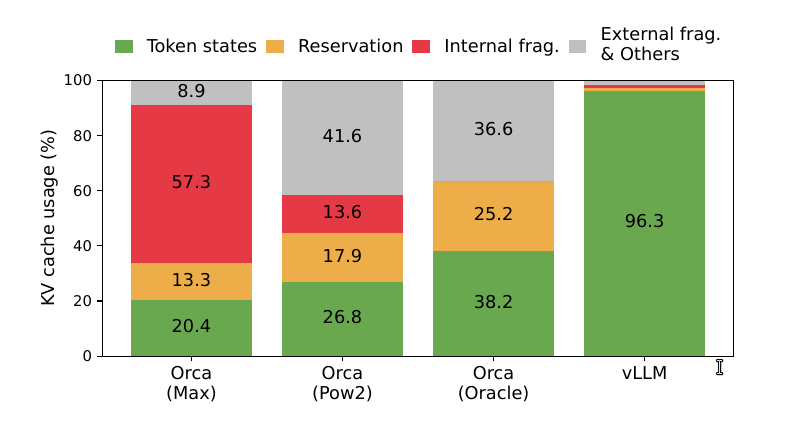 Token states Reservation Internal frag. External frag.
& Others
KV cache usage (%)
100
80
60
40
20
0
8.9
57.3
13.3
20.4
41.6
13.6
17.9
26.8
36.6
25.2
38.2
96.3
Orca
(Max)
Orca
(Pow2)
Orca
(Oracle)
vLLM